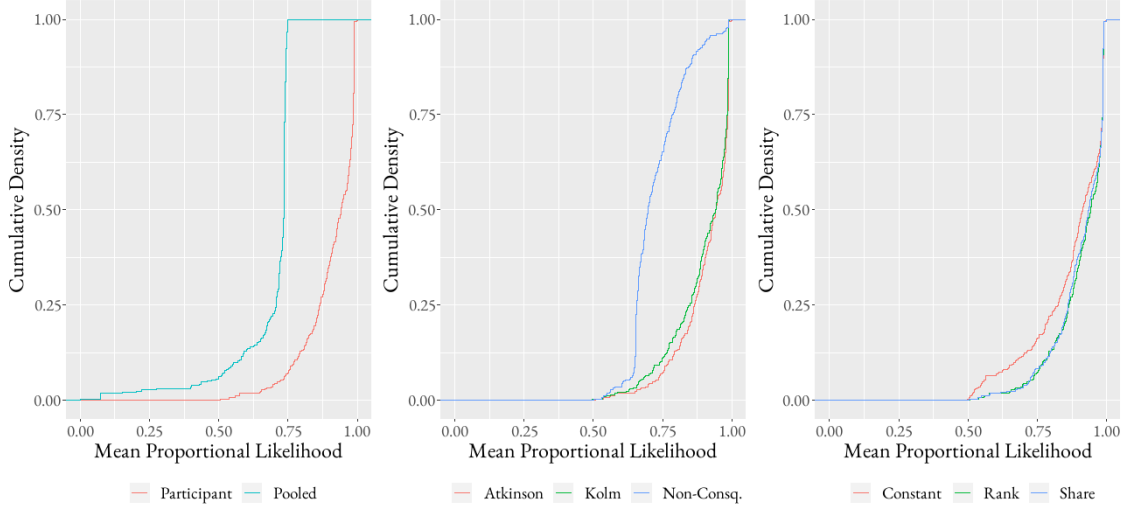 1.00
0.75
0.50
0.25
0.00
Cumulative Density
0.00 0.25 0.50 0.75 1.00
Mean Proportional Likelihood
Participant Pooled
1.00
0.75
0.50
0.25
0.00
Cumulative Density
0.00 0.25 0.50 0.75 1.00
Mean Proportional Likelihood
Atkinson Kolm Non-Consq.
1.00
0.75
0.50
0.25
0.00
Cumulative Density
0.00 0.25 0.50 0.75 1.00
Mean Proportional Likelihood
Constant Rank Share